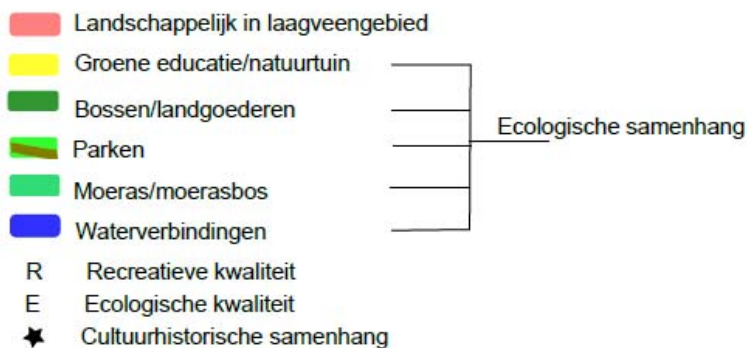 Landschappelijk in laagveengebied
Groene educatie/natuurtuin
Bossen/landgoederen
Ecologische samenhang
Parken
Moeras/moerasbos
Waterverbindingen
R Recreatieve kwaliteit
E Ecologische kwaliteit
Cultuurhistorische samenhang